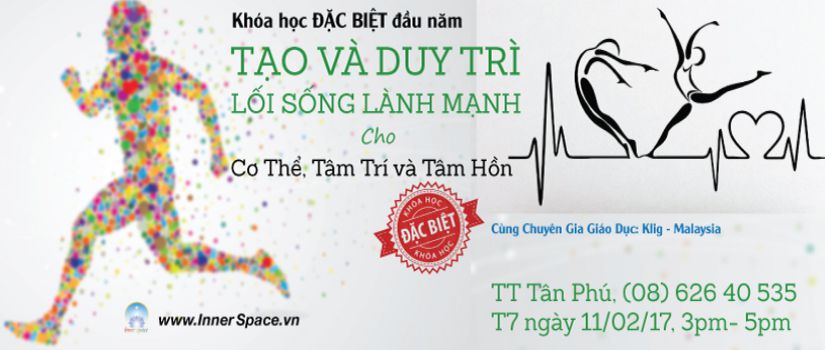 Khóa học ĐẶC BIỆT đầu năm
TẠO VÀ DUY TRÌ
LỐI SỐNG LÀNH MẠNH
Cho
Cơ Thể, Tâm Trí và Tâm Hồn
KHÓA HỌC
ĐẶC BIỆT
KHÓA HỌC
Cùng Chuyên Gia Giáo Dục: Klig - Malaysia
TT Tân Phú, (08) 626 40 535
T7 ngày 11/02/17, 3pm- 5pm
www.InnerSpace.vn